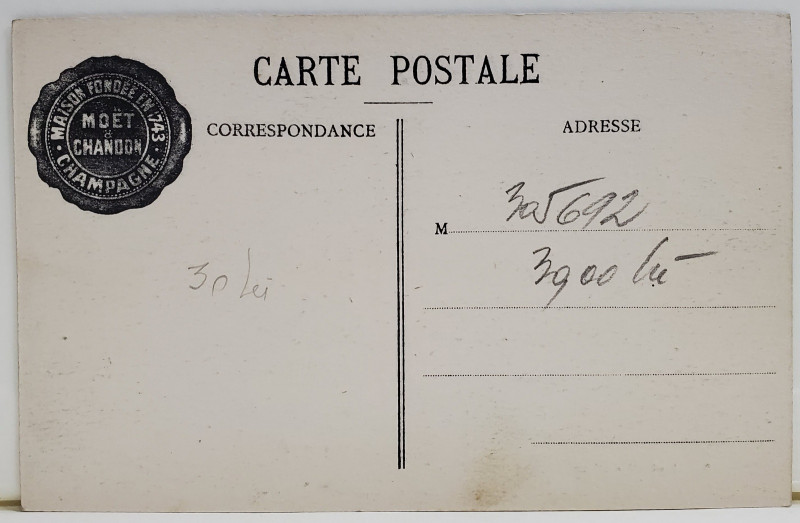 CARTE POSTALE
MAISON FONDÉE EN 1743
MOËT
&
CHANDON
· CHAMPAGNE ·
CORRESPONDANCE
ADRESSE
M
305692
3900 lei
30 lei